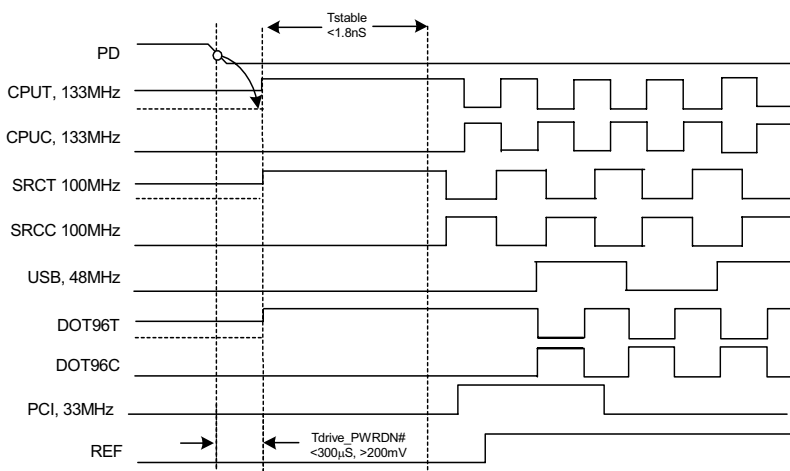 Tstable
<1.8nS
PD
CPUT, 133MHz
CPUC, 133MHz
SRCT 100MHz
SRCC 100MHz
USB, 48MHz
DOT96T
DOT96C
PCI, 33MHz
Tdrive_PWRDN#
<300µS, >200mV
REF